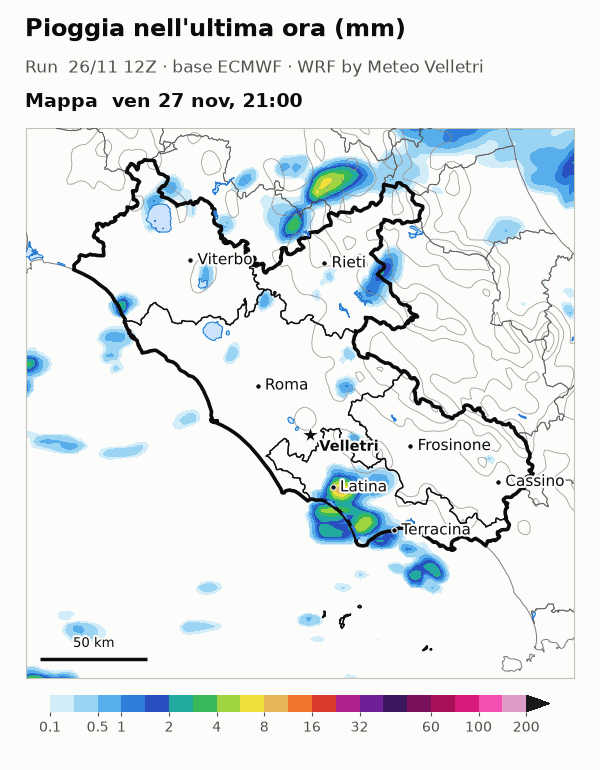 Pioggia nell'ultima ora (mm)
Run  26/11 12Z · base ECMWF · WRF by Meteo Velletri
Mappa  ven 27 nov, 21:00
Viterbo
Rieti
Roma
Velletri
Frosinone
Latina
Cassino
Terracina
50 km
0.1 0.5 1 2 4 8 16 32 60 100 200